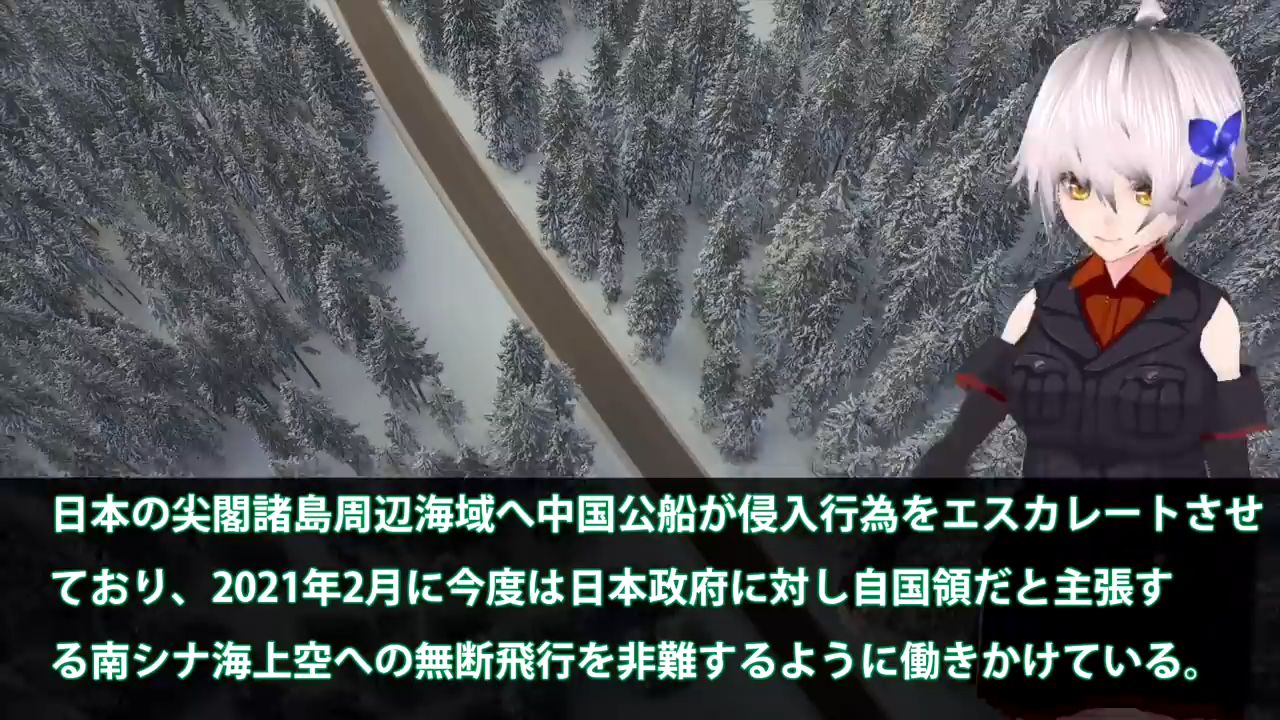 日本の尖閣諸島周辺海域へ中国公船が侵入行為をエスカレートさせ
ており、2021年2月に今度は日本政府に対し自国領だと主張す
る南シナ海上空への無断飛行を非難するように働きかけている。